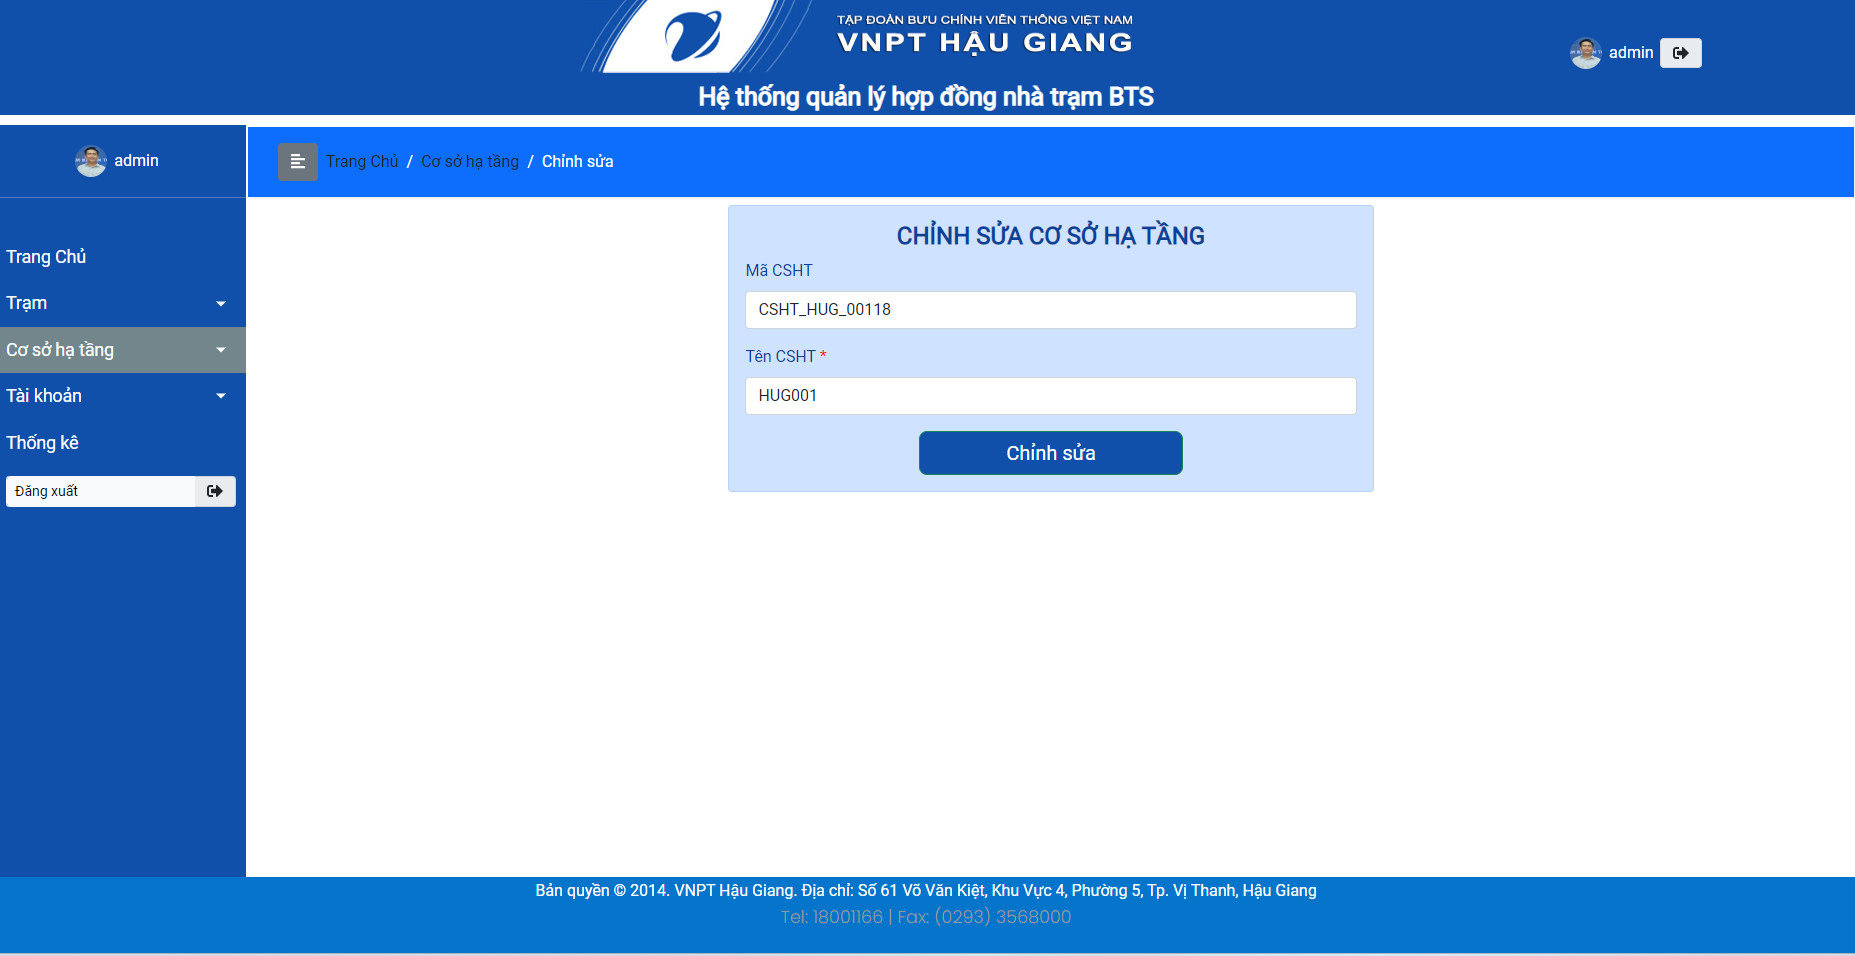 TẬP ĐOÀN BƯU CHÍNH VIỄN THÔNG VIỆT NAM
VNPT HẬU GIANG
Hệ thống quản lý hợp đồng nhà trạm BTS
admin
admin
Trang Chủ / Cơ sở hạ tầng / Chỉnh sửa
Trang Chủ
Trạm
Cơ sở hạ tầng
Tài khoản
Thống kê
Đăng xuất
CHỈNH SỬA CƠ SỞ HẠ TẦNG
Mã CSHT
CSHT_HUG_00118
Tên CSHT *
HUG001
Chỉnh sửa
Bản quyền © 2014. VNPT Hậu Giang. Địa chỉ: Số 61 Võ Văn Kiệt, Khu Vực 4, Phường 5, Tp. Vị Thanh, Hậu Giang
Tel: 18001166 | Fax: (0293) 3568000